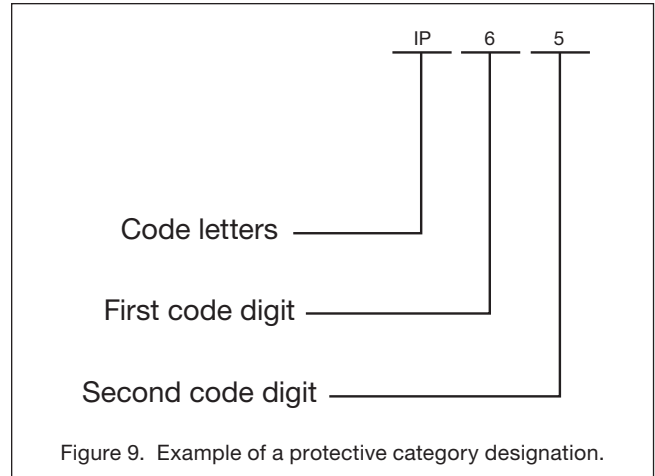 IP 6 5
Code letters
First code digit
Second code digit
Figure 9. Example of a protective category designation.